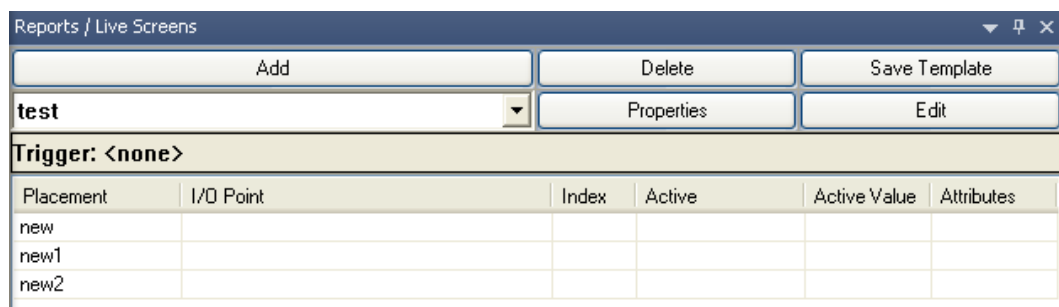 Reports / Live Screens
Add Delete Save Template
test Properties Edit
Trigger: <none>
Placement I/O Point Index Active Active Value Attributes
new
new1
new2